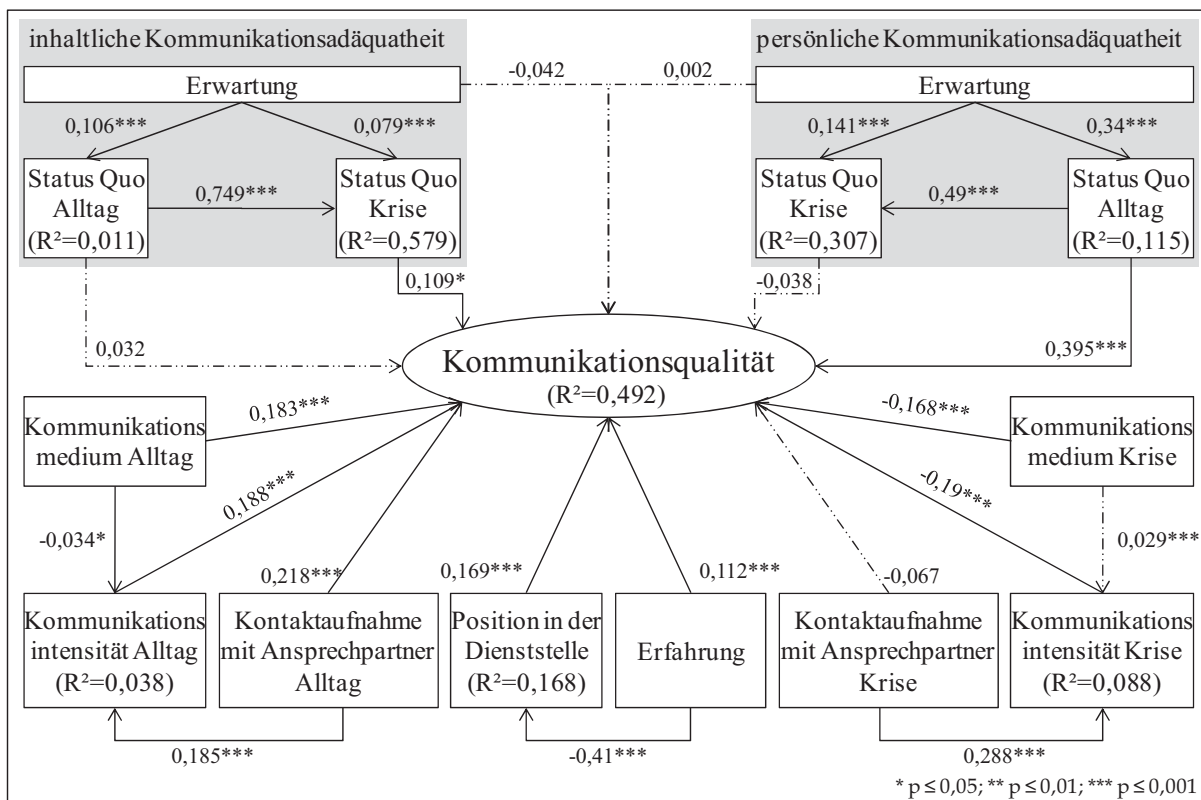 inhaltliche Kommunikationsadäquatheit
persönliche Kommunikationsadäquatheit
Erwartung
-0,042
0,002
Erwartung
0,106***
0,079***
0,141***
0,34***
Status Quo
Alltag
(R²=0,011)
0,749***
Status Quo
Krise
(R²=0,579)
Status Quo
Krise
(R²=0,307)
0,49***
Status Quo
Alltag
(R²=0,115)
0,109*
-0,038
0,032
Kommunikationsqualität
(R²=0,492)
0,395***
Kommunikations
medium Alltag
0,183***
-0,168***
Kommunikations
medium Krise
0,188***
-0,19***
-0,034*
0,029***
0,218***
0,169***
0,112***
-0,067
Kommunikations
intensität Alltag
(R²=0,038)
Kontaktaufnahme
mit Ansprechpartner
Alltag
Position in der
Dienststelle
(R²=0,168)
Erfahrung
Kontaktaufnahme
mit Ansprechpartner
Krise
Kommunikations
intensität Krise
(R²=0,088)
0,185***
-0,41***
0,288***
* p ≤ 0,05; ** p ≤ 0,01; *** p ≤ 0,001